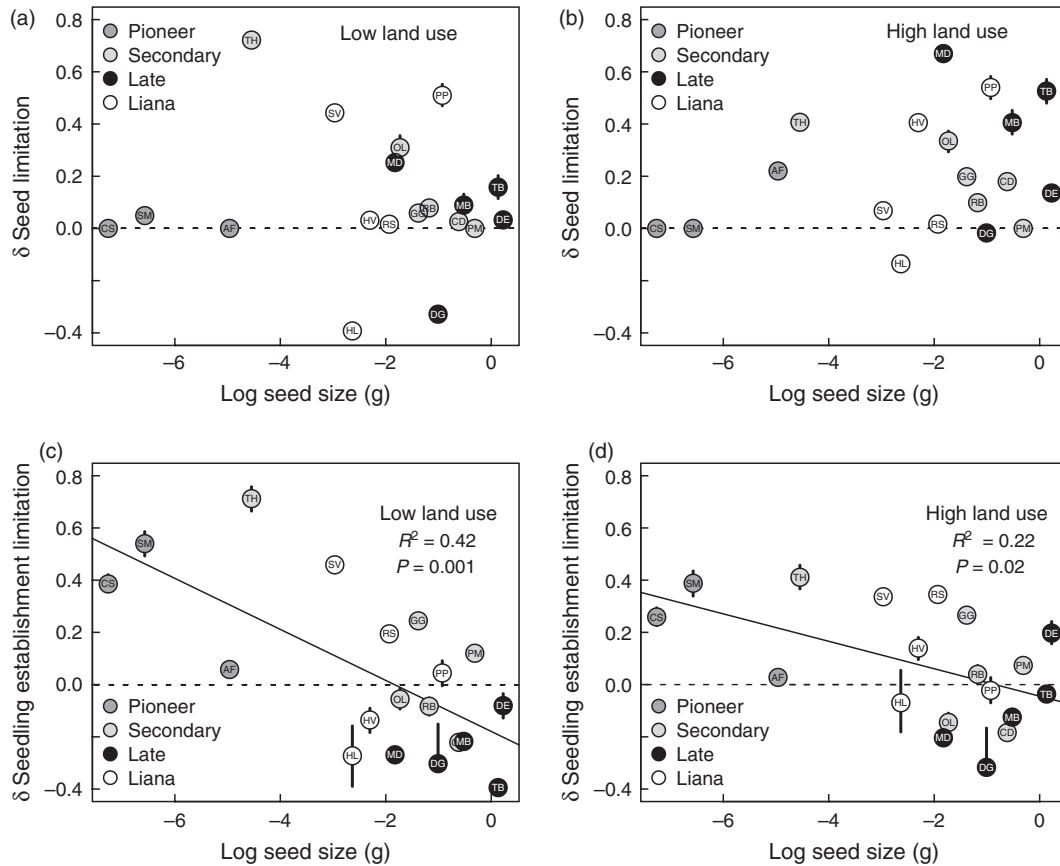 (a)
Low land use
Pioneer
Secondary
Late
Liana
0.8
0.6
0.4
0.2
0.0
–0.4
δ Seed limitation
TH
SV
PP
OL
MD
TB
MB
RB
GG
SM
HV
RS
CD
DE
CS
AF
PM
DG
HL
–6
–4
–2
0
Log seed size (g)
(b)
High land use
Pioneer
Secondary
Late
Liana
0.8
0.6
0.4
0.2
0.0
–0.4
δ Seed limitation
MD
PP
TB
TH
HV
MB
OL
AF
GG
CD
DE
RB
SV
RS
CS
SM
DG
PM
HL
–6
–4
–2
0
Log seed size (g)
(c)
Low land use
R² = 0.42
P = 0.001
0.8
0.6
0.4
0.2
0.0
–0.4
δ Seedling establishment limitation
TH
SM
SV
CS
GG
RS
PM
AF
PP
OL
RB
DE
HV
MB
HL
MD
DG
TB
Pioneer
Secondary
Late
Liana
–6
–4
–2
0
Log seed size (g)
(d)
High land use
R² = 0.22
P = 0.02
0.8
0.6
0.4
0.2
0.0
–0.4
δ Seedling establishment limitation
TH
SM
SV
RS
CS
GG
DE
HV
PM
AF
RB
PP
TB
HL
OL
MB
MD
CD
DG
Pioneer
Secondary
Late
Liana
–6
–4
–2
0
Log seed size (g)